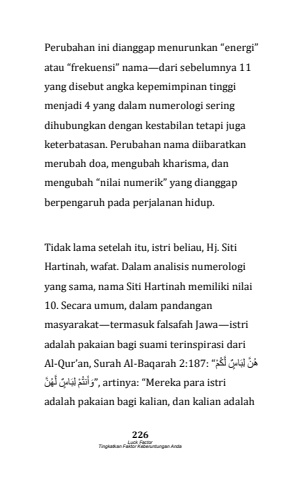 Perubahan ini dianggap menurunkan “energi”
atau “frekuensi” nama—dari sebelumnya 11
yang disebut angka kepemimpinan tinggi
menjadi 4 yang dalam numerologi sering
dihubungkan dengan kestabilan tetapi juga
keterbatasan. Perubahan nama diibaratkan
merubah doa, mengubah kharisma, dan
mengubah “nilai numerik” yang dianggap
berpengaruh pada perjalanan hidup.
Tidak lama setelah itu, istri beliau, Hj. Siti
Hartinah, wafat. Dalam analisis numerologi
yang sama, nama Siti Hartinah memiliki nilai
10. Secara umum, dalam pandangan
masyarakat—termasuk falsafah Jawa—istri
adalah pakaian bagi suami terinspirasi dari
Al-Qur’an, Surah Al-Baqarah 2:187: “هُنَّ لِبَاسٌ لَّكُمْ
وَأَنتُمْ لِبَاسٌ لَّهُنَّ”, artinya: “Mereka para istri
adalah pakaian bagi kalian, dan kalian adalah
226
Luck Factor
Tingkatkan Faktor Keberuntungan Anda